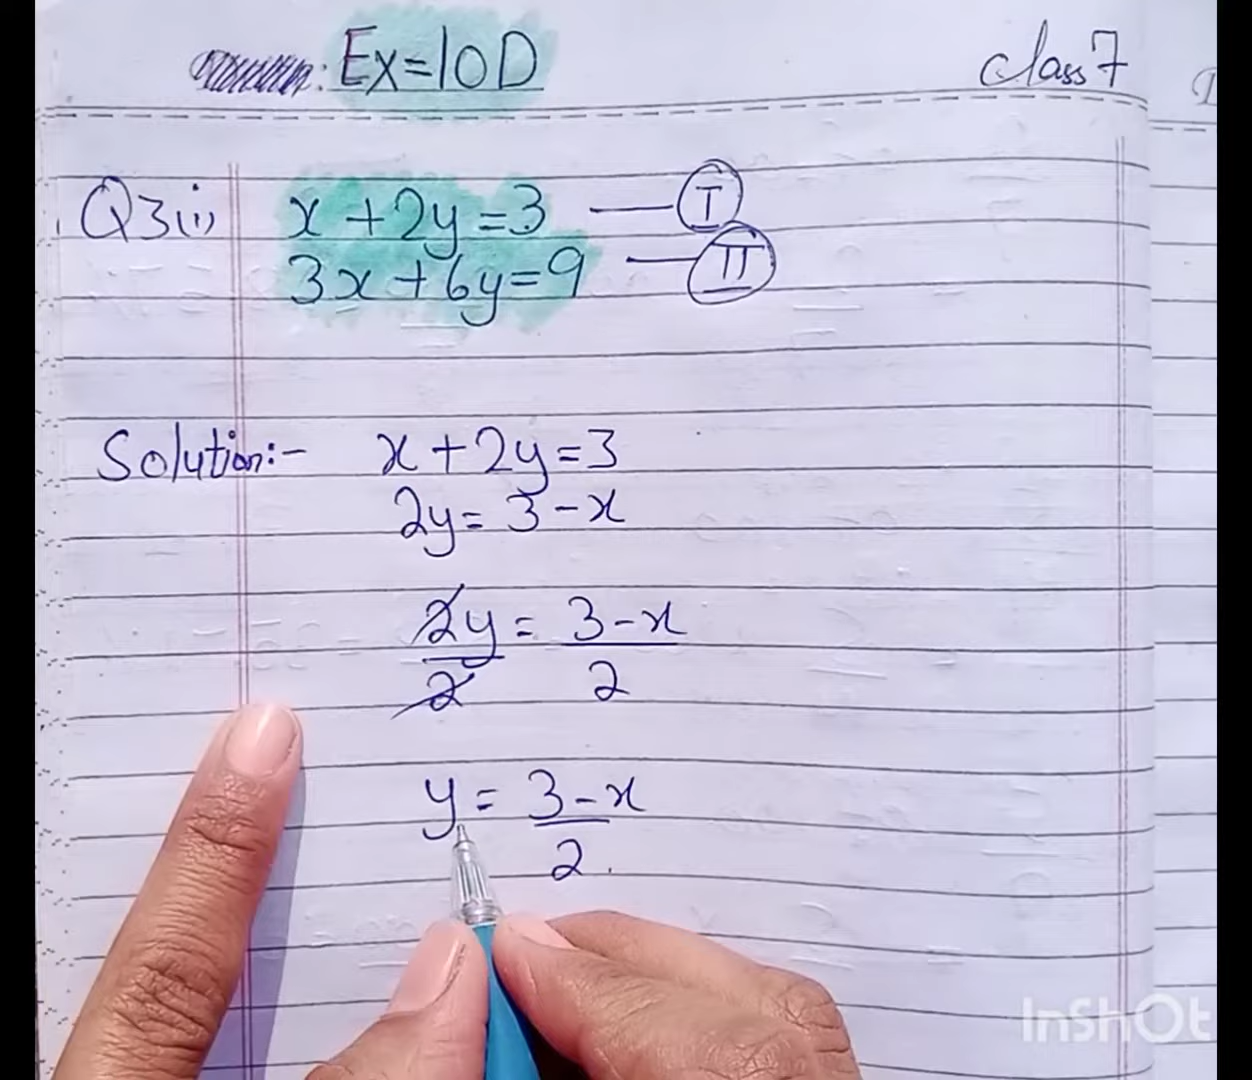 Ex=10D
class 7
Q3(i) x+2y=3 — I
3x+6y=9 — II
Solution:- x+2y=3
2y=3-x
2y/2 = 3-x/2
y = 3-x/2
InShOt